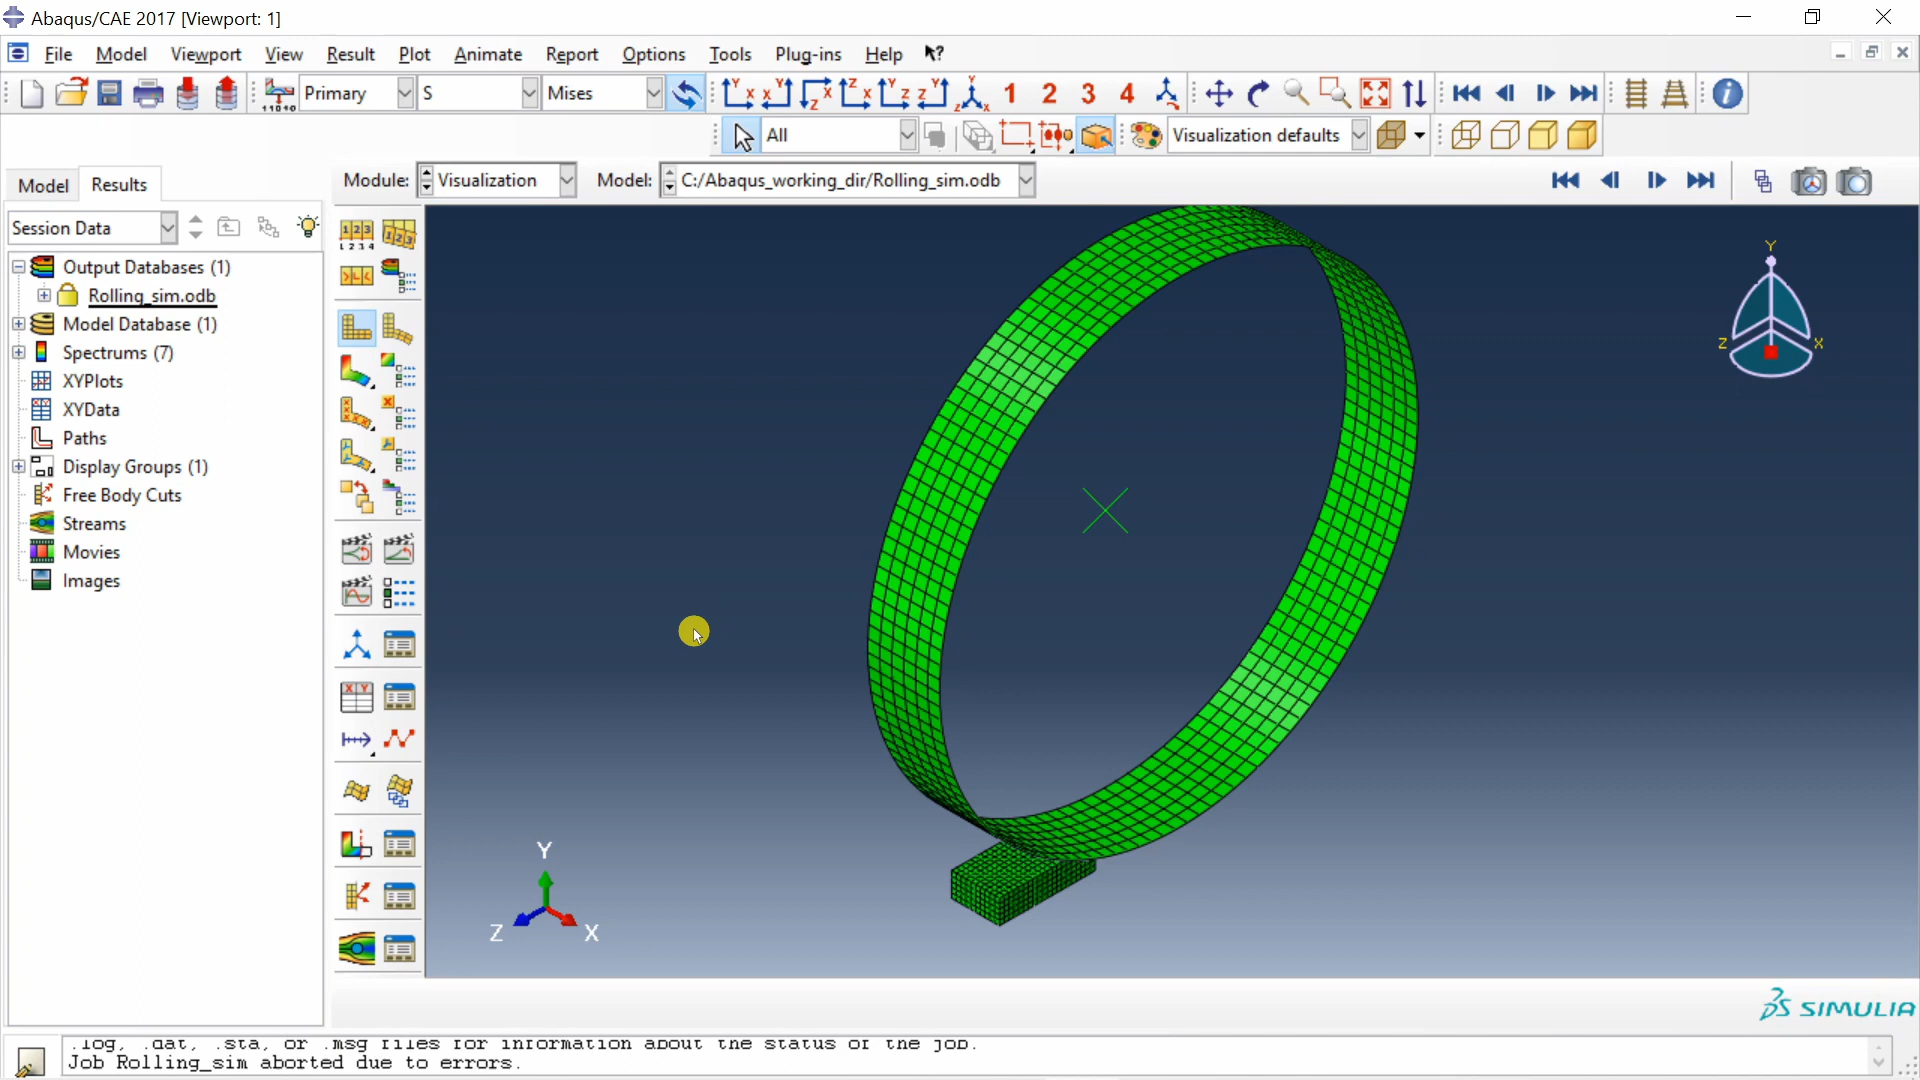 Abaqus/CAE 2017 [Viewport: 1]
File Model Viewport View Result Plot Animate Report Options Tools Plug-ins Help
Primary S Mises 1 2 3 4
All Visualization defaults
Model Results Module: Visualization Model: C:/Abaqus_working_dir/Rolling_sim.odb
Session Data
Output Databases (1)
Rolling_sim.odb
Model Database (1)
Spectrums (7)
XYPlots
XYData
Paths
Display Groups (1)
Free Body Cuts
Streams
Movies
Images
Y
Z X
Y
Z X
SIMULIA
.log, .dat, .sta, or .msg files for information about the status of the job.
Job Rolling_sim aborted due to errors.